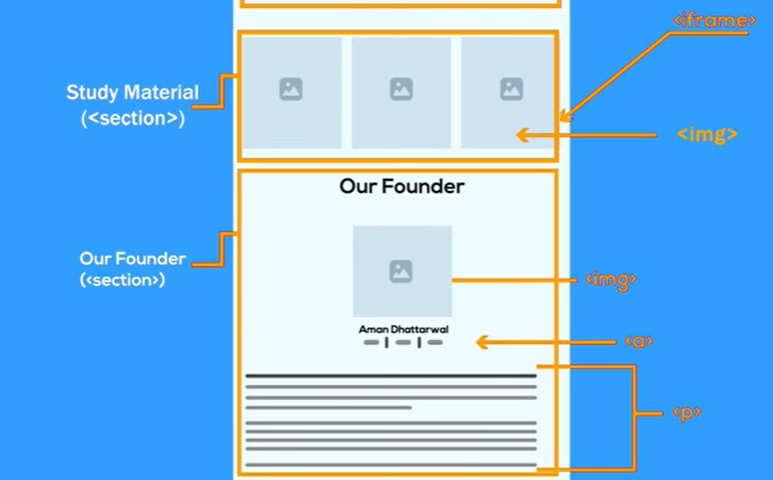 <iframe>
Study Material
(<section>)
<img>
Our Founder
Our Founder
(<section>)
<img>
Aman Dhattarwal
<a>
<p>